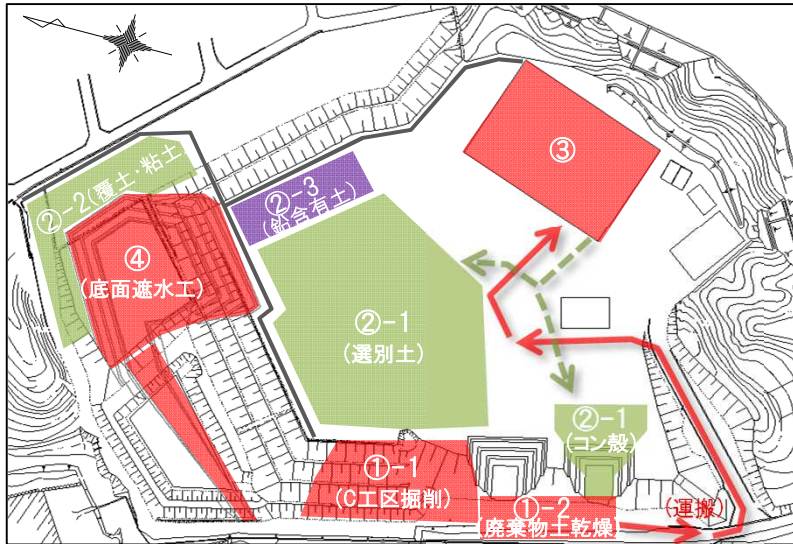 ③
②-2(覆土・粘土)
②-3
(鉛含有土)
④
(底面遮水工)
②-1
(選別土)
②-1
(コン殻)
①-1
(C工区掘削)
①-2
(廃棄物土乾燥)
(運搬)